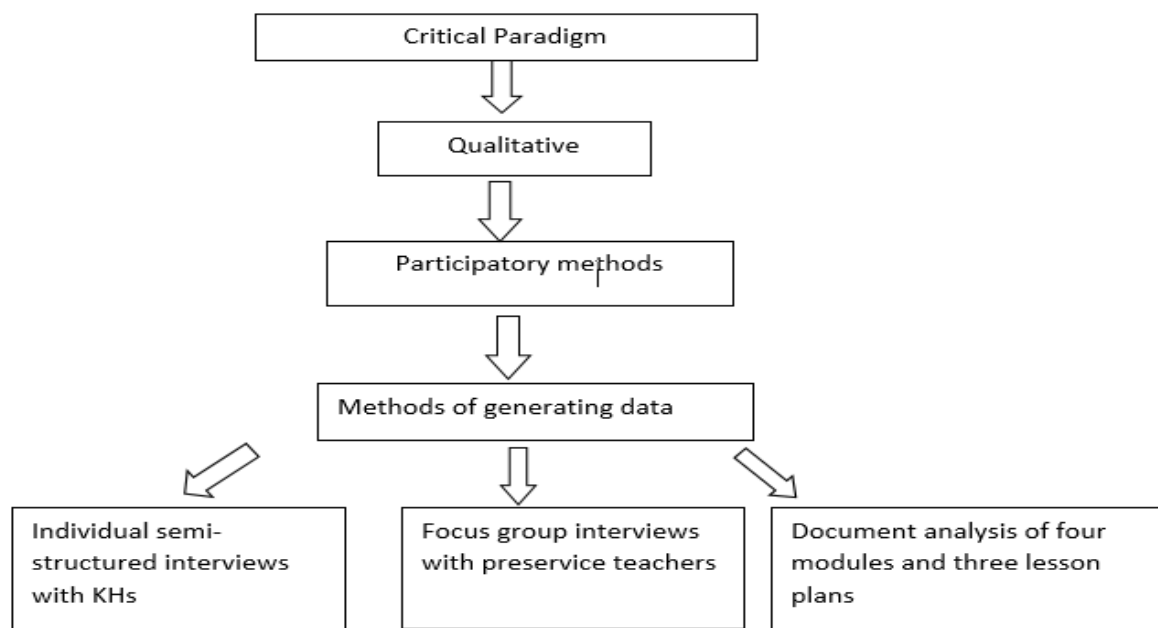 Critical Paradigm
Qualitative
Participatory methods
Methods of generating data
Individual semi-
structured interviews
with KHs
Focus group interviews
with preservice teachers
Document analysis of four
modules and three lesson
plans